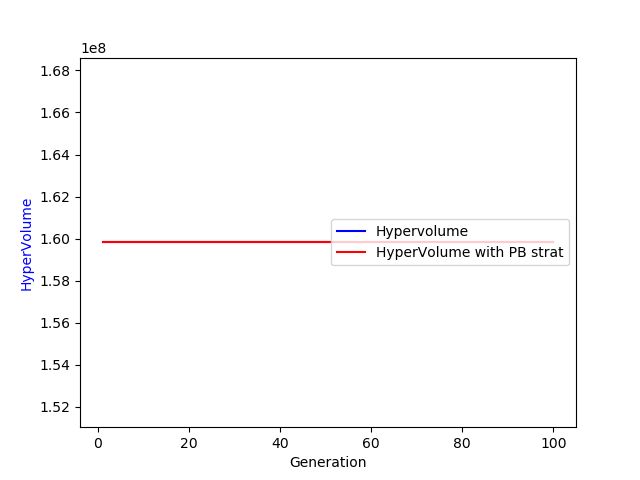 1e8
1.68
1.66
1.64
1.62
1.60
1.58
1.56
1.54
1.52
HyperVolume
Hypervolume
HyperVolume with PB strat
0 20 40 60 80 100
Generation